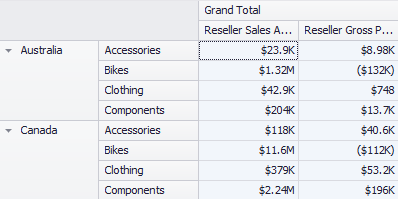 Grand Total
Reseller Sales A... Reseller Gross P...
Australia Accessories $23.9K $8.98K
Bikes $1.32M ($132K)
Clothing $42.9K $748
Components $204K $13.7K
Canada Accessories $118K $40.6K
Bikes $11.6M ($112K)
Clothing $379K $53.2K
Components $2.24M $196K